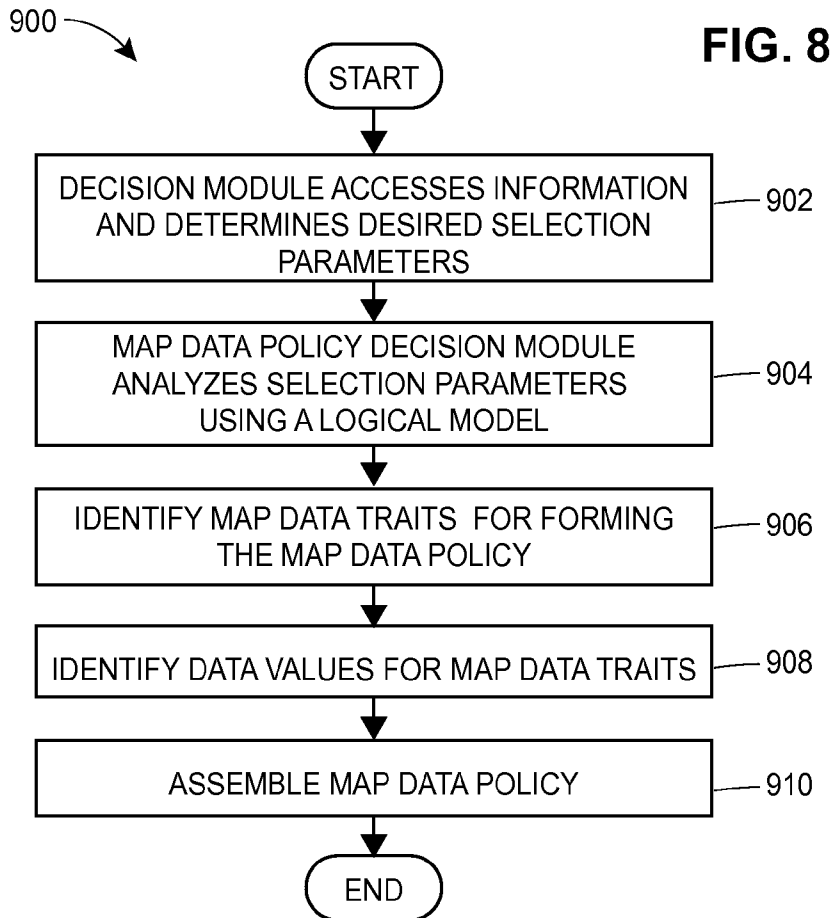 900
FIG. 8
START
DECISION MODULE ACCESSES INFORMATION
AND DETERMINES DESIRED SELECTION
PARAMETERS
902
MAP DATA POLICY DECISION MODULE
ANALYZES SELECTION PARAMETERS
USING A LOGICAL MODEL
904
IDENTIFY MAP DATA TRAITS FOR FORMING
THE MAP DATA POLICY
906
IDENTIFY DATA VALUES FOR MAP DATA TRAITS
908
ASSEMBLE MAP DATA POLICY
910
END